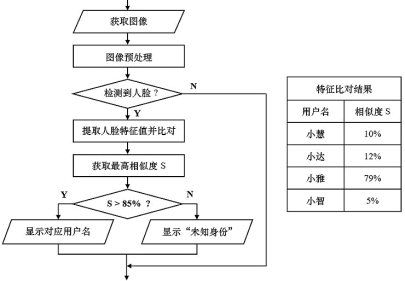 获取图像
图像预处理
检测到人脸？
N
Y
提取人脸特征值并比对
获取最高相似度 S
Y
S > 85% ？
N
显示对应用户名
显示“未知身份”
特征比对结果
用户名 相似度 S
小慧 10%
小达 12%
小雅 79%
小智 5%